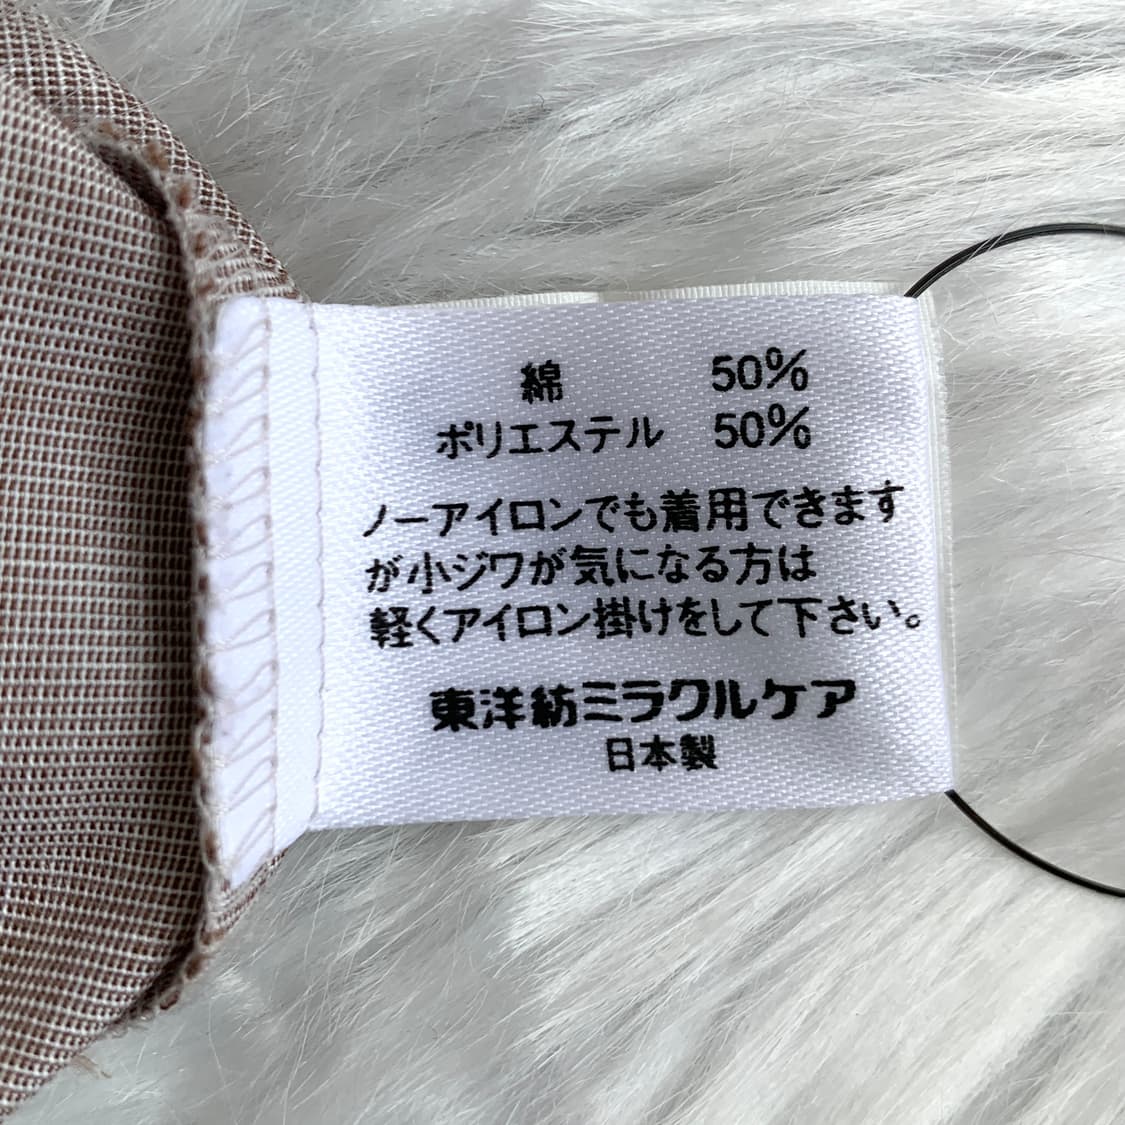 綿 50%
ポリエステル 50%
ノーアイロンでも着用できます
が小ジワが気になる方は
軽くアイロン掛けをして下さい。
東洋紡ミラクルケア
日本製